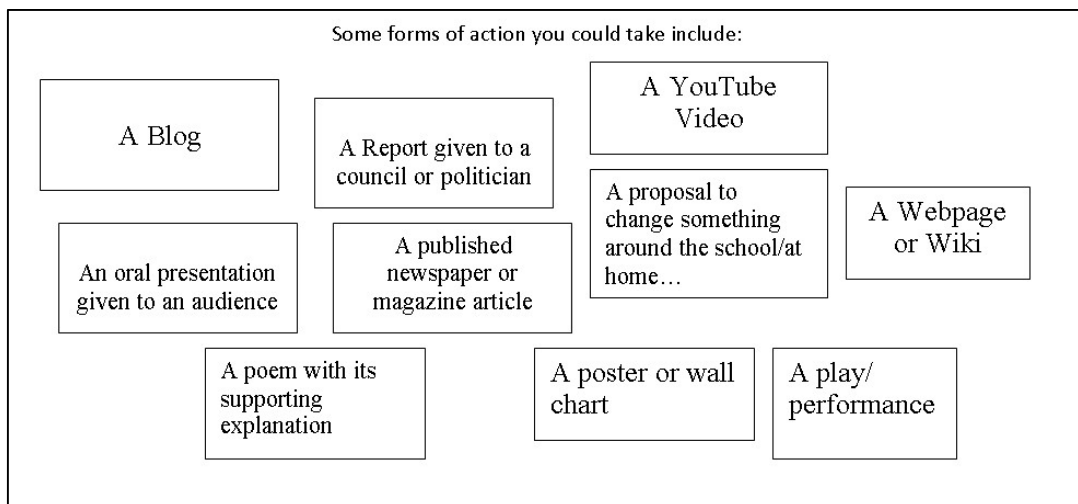 Some forms of action you could take include:
A Blog
A Report given to a
council or politician
A YouTube
Video
An oral presentation
given to an audience
A published
newspaper or
magazine article
A proposal to
change something
around the school/at
home…
A Webpage
or Wiki
A poem with its
supporting
explanation
A poster or wall
chart
A play/
performance